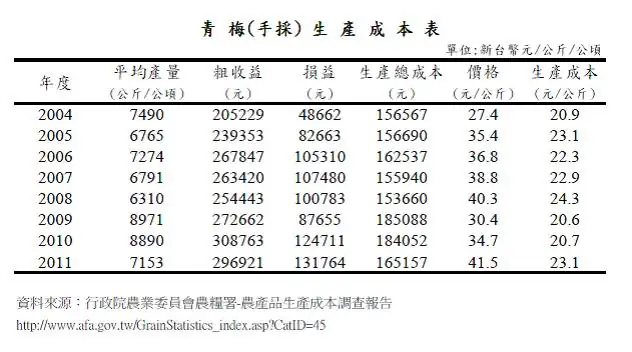 青 梅(手採) 生 產 成 本 表
單位:新台幣元/公斤/公頃
年度 平均產量 粗收益 損益 生產總成本 價格 生產成本
(公斤/公頃) (元) (元) (元) (元/公斤) (元/公斤)
2004 7490 205229 48662 156567 27.4 20.9
2005 6765 239353 82663 156690 35.4 23.1
2006 7274 267847 105310 162537 36.8 22.3
2007 6791 263420 107480 155940 38.8 22.9
2008 6310 254443 100783 153660 40.3 24.3
2009 8971 272662 87655 185088 30.4 20.6
2010 8890 308763 124711 184052 34.7 20.7
2011 7153 296921 131764 165157 41.5 23.1
資料來源：行政院農業委員會農糧署-農產品生產成本調查報告
http://www.afa.gov.tw/GrainStatistics_index.asp?CatID=45